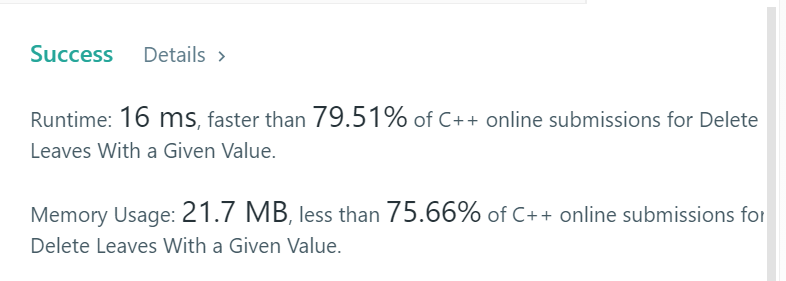 Success Details >
Runtime: 16 ms, faster than 79.51% of C++ online submissions for Delete
Leaves With a Given Value.
Memory Usage: 21.7 MB, less than 75.66% of C++ online submissions for
Delete Leaves With a Given Value.